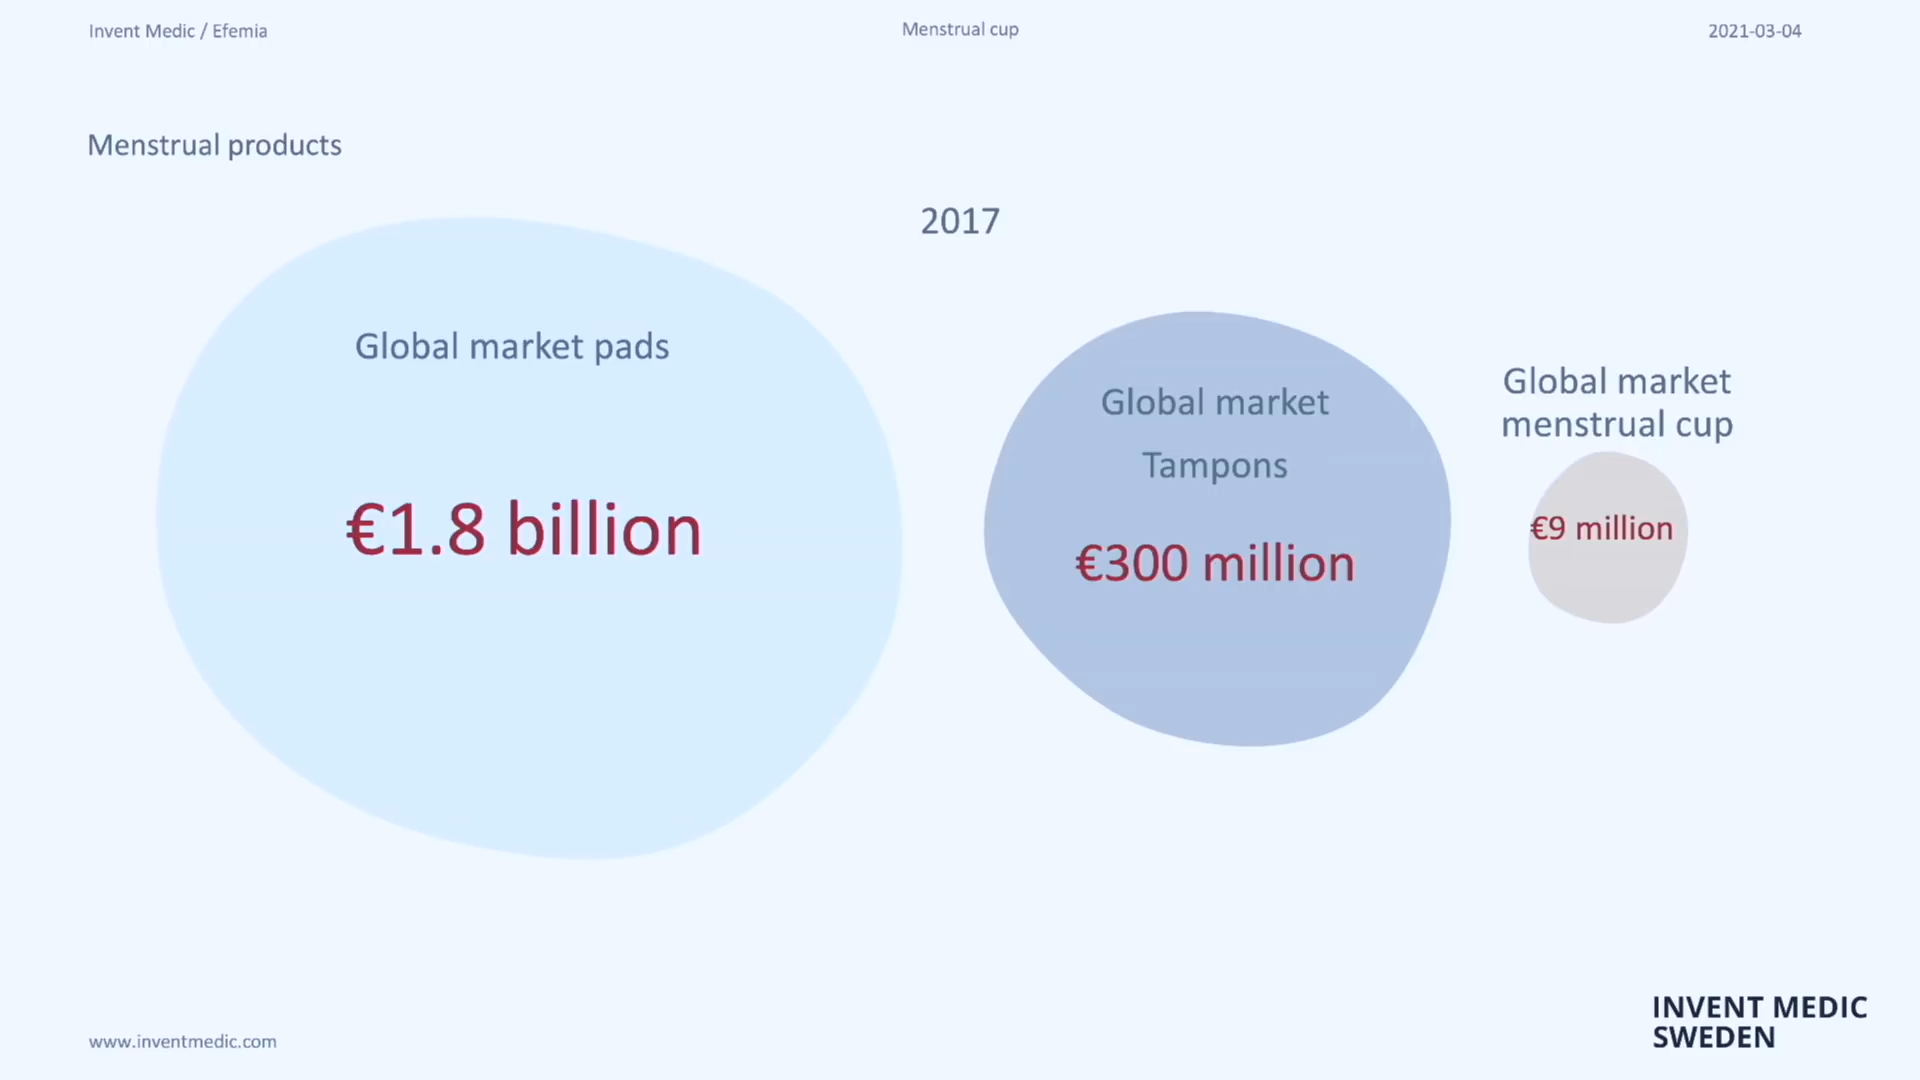 Invent Medic / Efemia
Menstrual cup
2021-03-04
Menstrual products
2017
Global market pads
€1.8 billion
Global market
Tampons
€300 million
Global market
menstrual cup
€9 million
www.inventmedic.com
INVENT MEDIC
SWEDEN